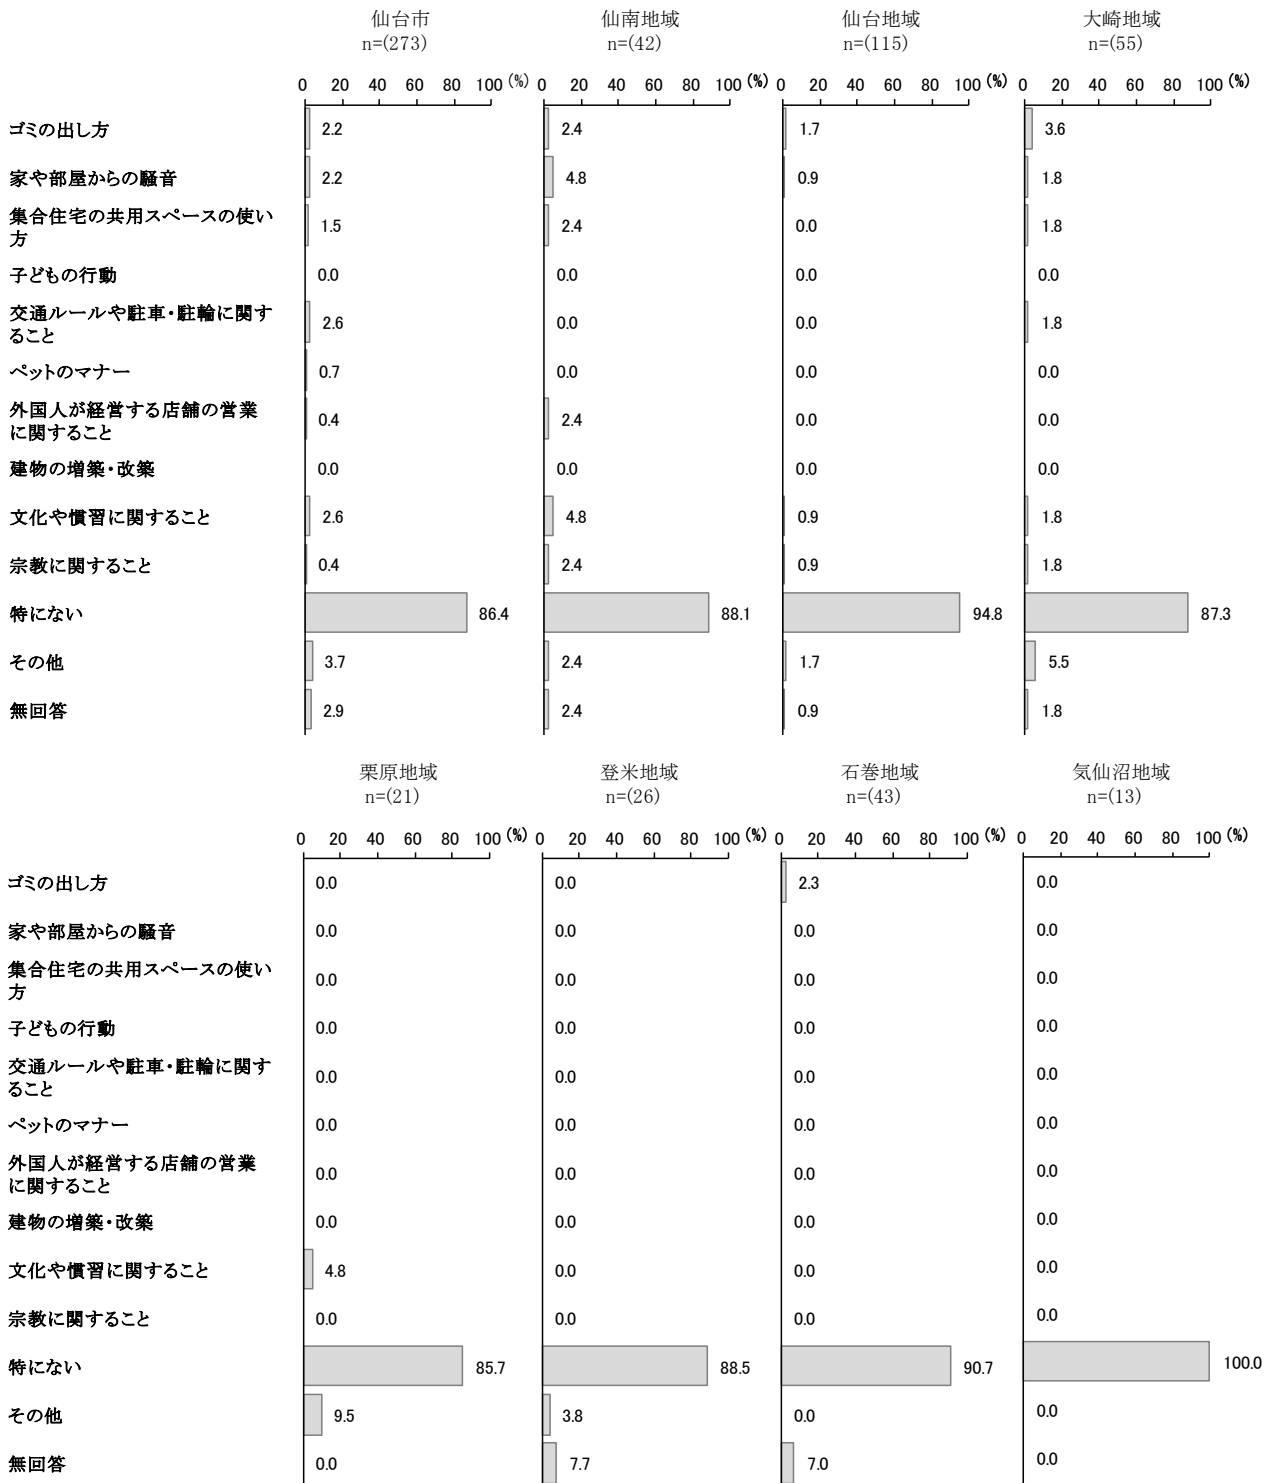 仙台市 仙南地域 仙台地域 大崎地域
n=(273) n=(42) n=(115) n=(55)
0 20 40 60 80 100 (%) 0 20 40 60 80 100 (%) 0 20 40 60 80 100 (%) 0 20 40 60 80 100 (%)
ゴミの出し方 2.2 2.4 1.7 3.6
家や部屋からの騒音 2.2 4.8 0.9 1.8
集合住宅の共用スペースの使い
方 1.5 2.4 0.0 1.8
子どもの行動 0.0 0.0 0.0 0.0
交通ルールや駐車・駐輪に関す
ること 2.6 0.0 0.0 1.8
ペットのマナー 0.7 0.0 0.0 0.0
外国人が経営する店舗の営業
に関すること 0.4 2.4 0.0 0.0
建物の増築・改築 0.0 0.0 0.0 0.0
文化や慣習に関すること 2.6 4.8 0.9 1.8
宗教に関すること 0.4 2.4 0.9 1.8
特にない 86.4 88.1 94.8 87.3
その他 3.7 2.4 1.7 5.5
無回答 2.9 2.4 0.9 1.8
栗原地域 登米地域 石巻地域 気仙沼地域
n=(21) n=(26) n=(43) n=(13)
0 20 40 60 80 100 (%) 0 20 40 60 80 100 (%) 0 20 40 60 80 100 (%) 0 20 40 60 80 100 (%)
ゴミの出し方 0.0 0.0 2.3 0.0
家や部屋からの騒音 0.0 0.0 0.0 0.0
集合住宅の共用スペースの使い
方 0.0 0.0 0.0 0.0
子どもの行動 0.0 0.0 0.0 0.0
交通ルールや駐車・駐輪に関す
ること 0.0 0.0 0.0 0.0
ペットのマナー 0.0 0.0 0.0 0.0
外国人が経営する店舗の営業
に関すること 0.0 0.0 0.0 0.0
建物の増築・改築 0.0 0.0 0.0 0.0
文化や慣習に関すること 4.8 0.0 0.0 0.0
宗教に関すること 0.0 0.0 0.0 0.0
特にない 85.7 88.5 90.7 100.0
その他 9.5 3.8 0.0 0.0
無回答 0.0 7.7 7.0 0.0